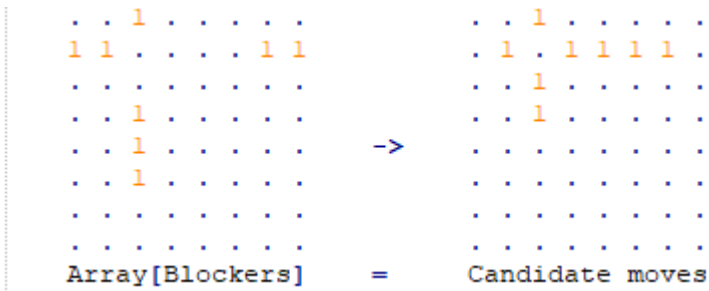 . . 1 . . . . . . . 1 . . . . .
1 1 . . . . 1 1 . 1 . 1 1 1 1 .
. . . . . . . . . . 1 . . . . .
. . 1 . . . . . . . 1 . . . . .
. . 1 . . . . . -> . . . . . . . .
. . 1 . . . . . . . . . . . . .
. . . . . . . . . . . . . . . .
. . . . . . . . . . . . . . . .
Array[Blockers] = Candidate moves